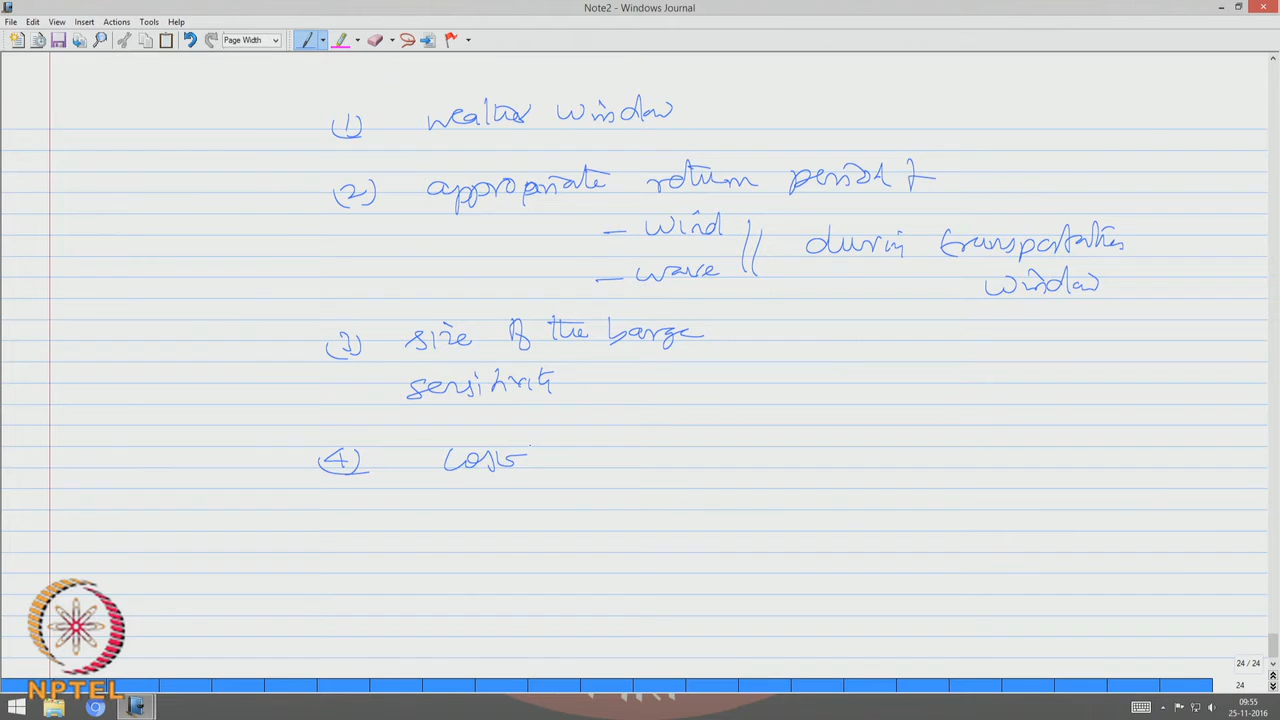 Note2 - Windows Journal
File Edit View Insert Actions Tools Help
Page Width
(1) weather window
(2) appropriate return period of
- wind
- wave
during transportation
window
(3) size of the barge
sensitivity
(4) cost
24 / 24
24
NPTEL
09:55
25-11-2016